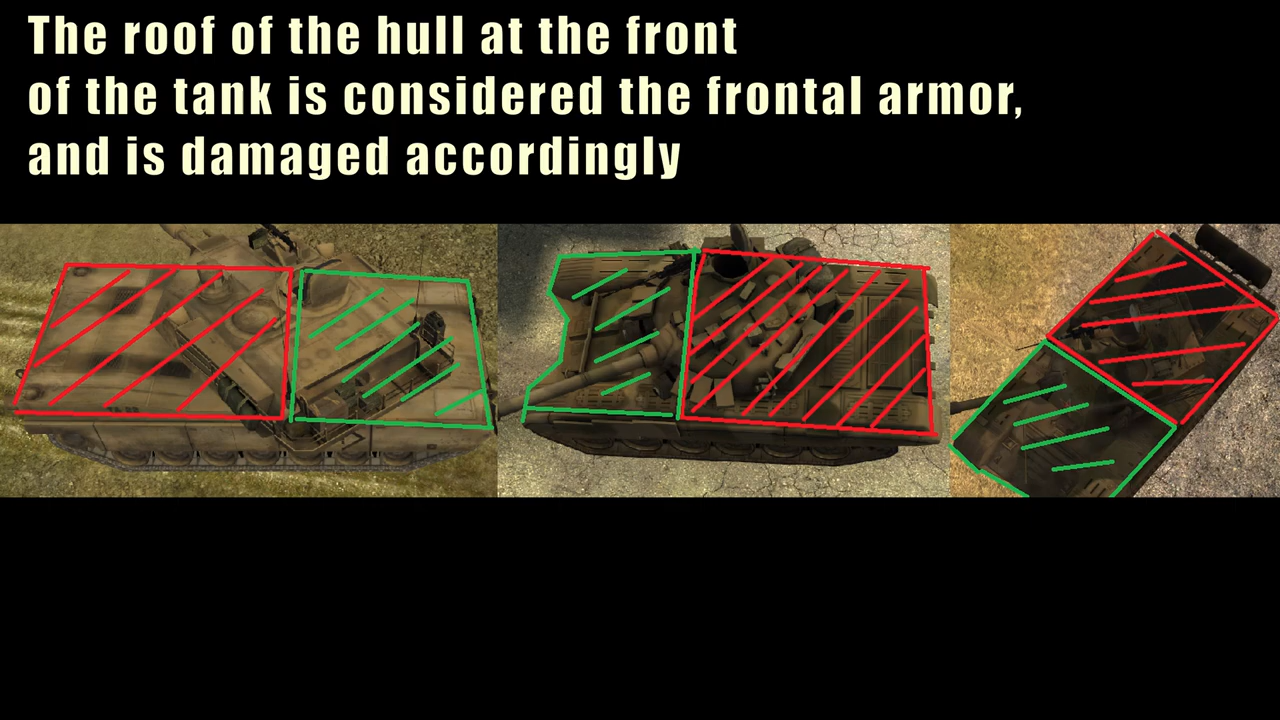 The roof of the hull at the front
of the tank is considered the frontal armor,
and is damaged accordingly